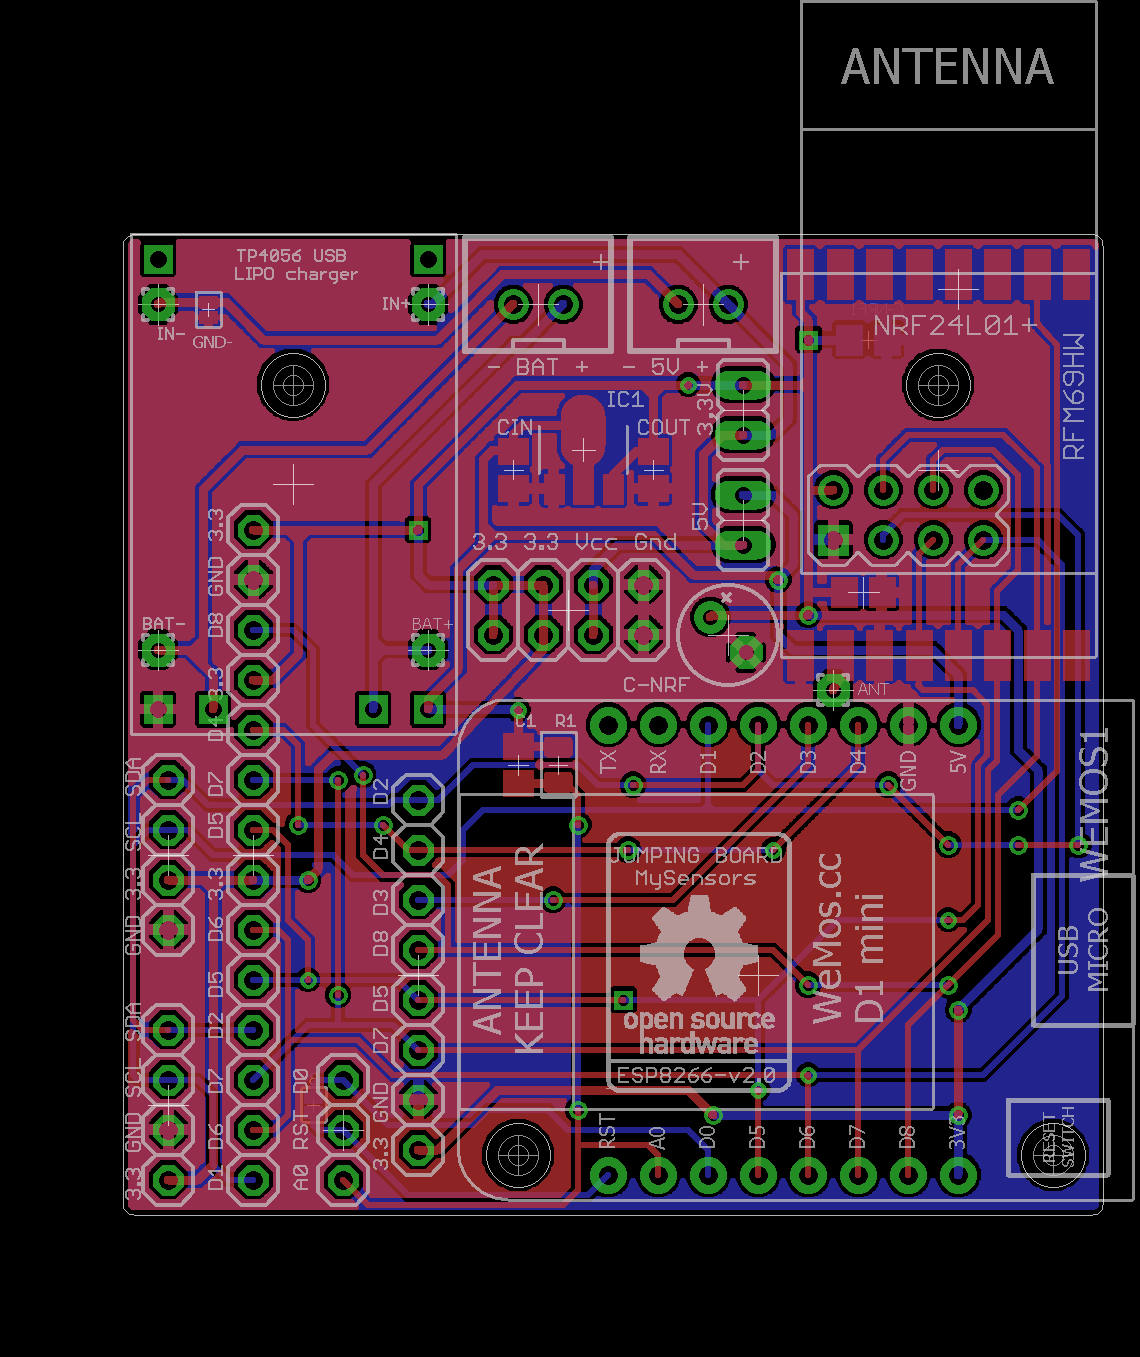 ANTENNA
TP4056 USB
LIPO charger
IN-
GND-
IN+
+
+
NRF24L01+
RFM69HW
- BAT +
- 5V +
3.3V
IC1
CIN
COUT
5V
3.3 3.3 Vcc Gnd
BAT-
BAT+
C-NRF
ANT
C1
R1
3.3
GND
D8
3.3
D4
D7
D5
3.3
D6
D5
D2
D7
D6
D1
SDA
SCL
3.3
GND
SDA
SCL
GND
3.3
D0
RST
A0
D2
D4
D3
D8
D5
D7
GND
3.3
TX
RX
D1
D2
D3
D4
GND
5V
WEMOS1
ANTENNA
KEEP CLEAR
JUMPING BOARD
MySensors
open source
hardware
ESP8266-v2.0
WeMos.cc
D1 mini
USB
MICRO
RST
A0
D0
D5
D6
D7
D8
3V3
RESET
SWITCH